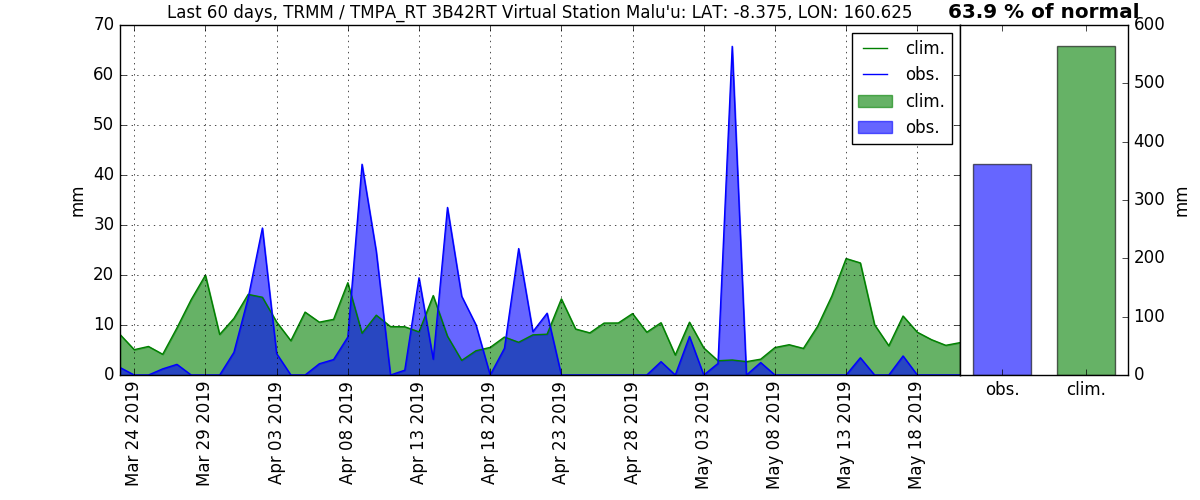 Last 60 days, TRMM / TMPA_RT 3B42RT Virtual Station Malu'u: LAT: -8.375, LON: 160.625
63.9 % of normal
70
60
50
40
30
20
10
0
mm
clim.
obs.
clim.
obs.
600
500
400
300
200
100
0
mm
Mar 24 2019
Mar 29 2019
Apr 03 2019
Apr 08 2019
Apr 13 2019
Apr 18 2019
Apr 23 2019
Apr 28 2019
May 03 2019
May 08 2019
May 13 2019
May 18 2019
obs.
clim.